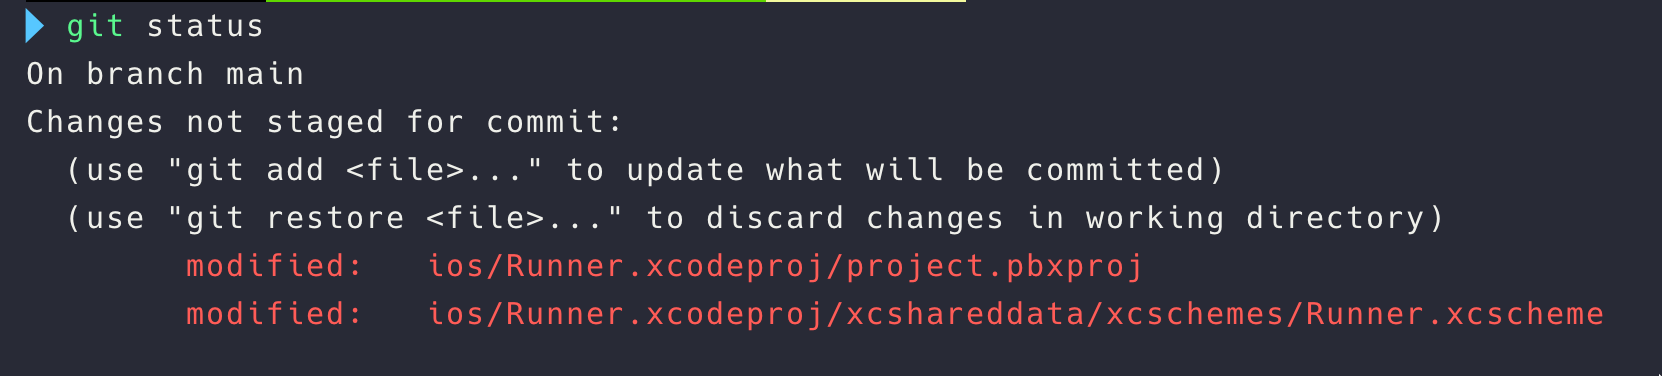 git status
On branch main
Changes not staged for commit:
  (use "git add <file>..." to update what will be committed)
  (use "git restore <file>..." to discard changes in working directory)
        modified:   ios/Runner.xcodeproj/project.pbxproj
        modified:   ios/Runner.xcodeproj/xcshareddata/xcschemes/Runner.xcscheme